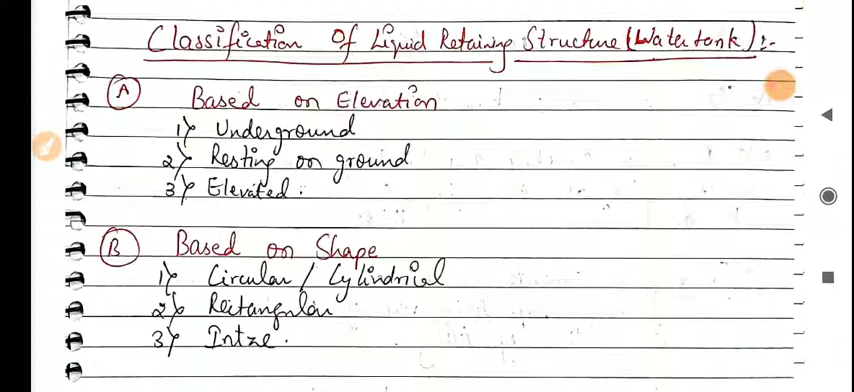 Classification Of Liquid Retaining Structure (Water tank) :-
A Based on Elevation
1) Underground
2) Resting on ground
3) Elevated.
B Based on Shape
1) Circular / Cylindrical
2) Rectangular
3) Intze.